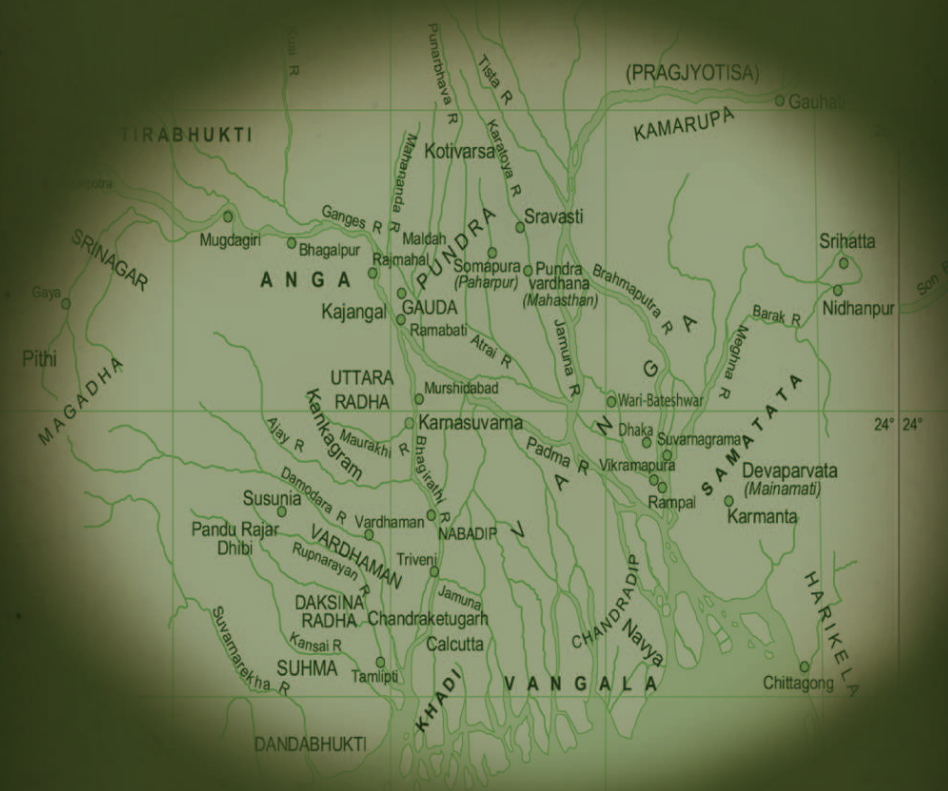 Kosi R
Punarbhava R
Tista R
(PRAGJYOTISA)
Gauhati
KAMARUPA
TIRABHUKTI
Mahananda R
Kotivarsa
Karatoya R
Ganges R
Sravasti
Mugdagiri
Bhagalpur
Maldah
PUNDRA
Srihatta
SRINAGAR
ANGA
Rajmahal
Somapura
(Paharpur)
Pundra
vardhana
(Mahasthan)
Brahmaputra R
Gaya
Kajangal
GAUDA
Ramabati
Nidhanpur
Barak R
Pithi
Atrai R
Jamuna R
Meghna R
MAGADHA
UTTARA
RADHA
Murshidabad
Wari-Bateshwar
VANGA
SAMATATA
Kankagram
Karnasuvarna
24° 24°
Ajay R
Maurakhi R
Bhagirathi R
Padma R
Dhaka
Suvarnagrama
Vikramapura
Rampal
Devaparvata
(Mainamati)
Karmanta
Damodara R
Susunia
Pandu Rajar
Dhibi
Vardhaman
NABADIP
VARDHAMAN
Rupnarayan R
Triveni
Jamuna
DAKSINA
RADHA
Chandraketugarh
CHANDRADIP
HARIKELA
Suvarnarekha R
Kansai R
Calcutta
Navya
SUHMA
Tamlipti
KHADI
VANGALA
Chittagong
DANDABHUKTI